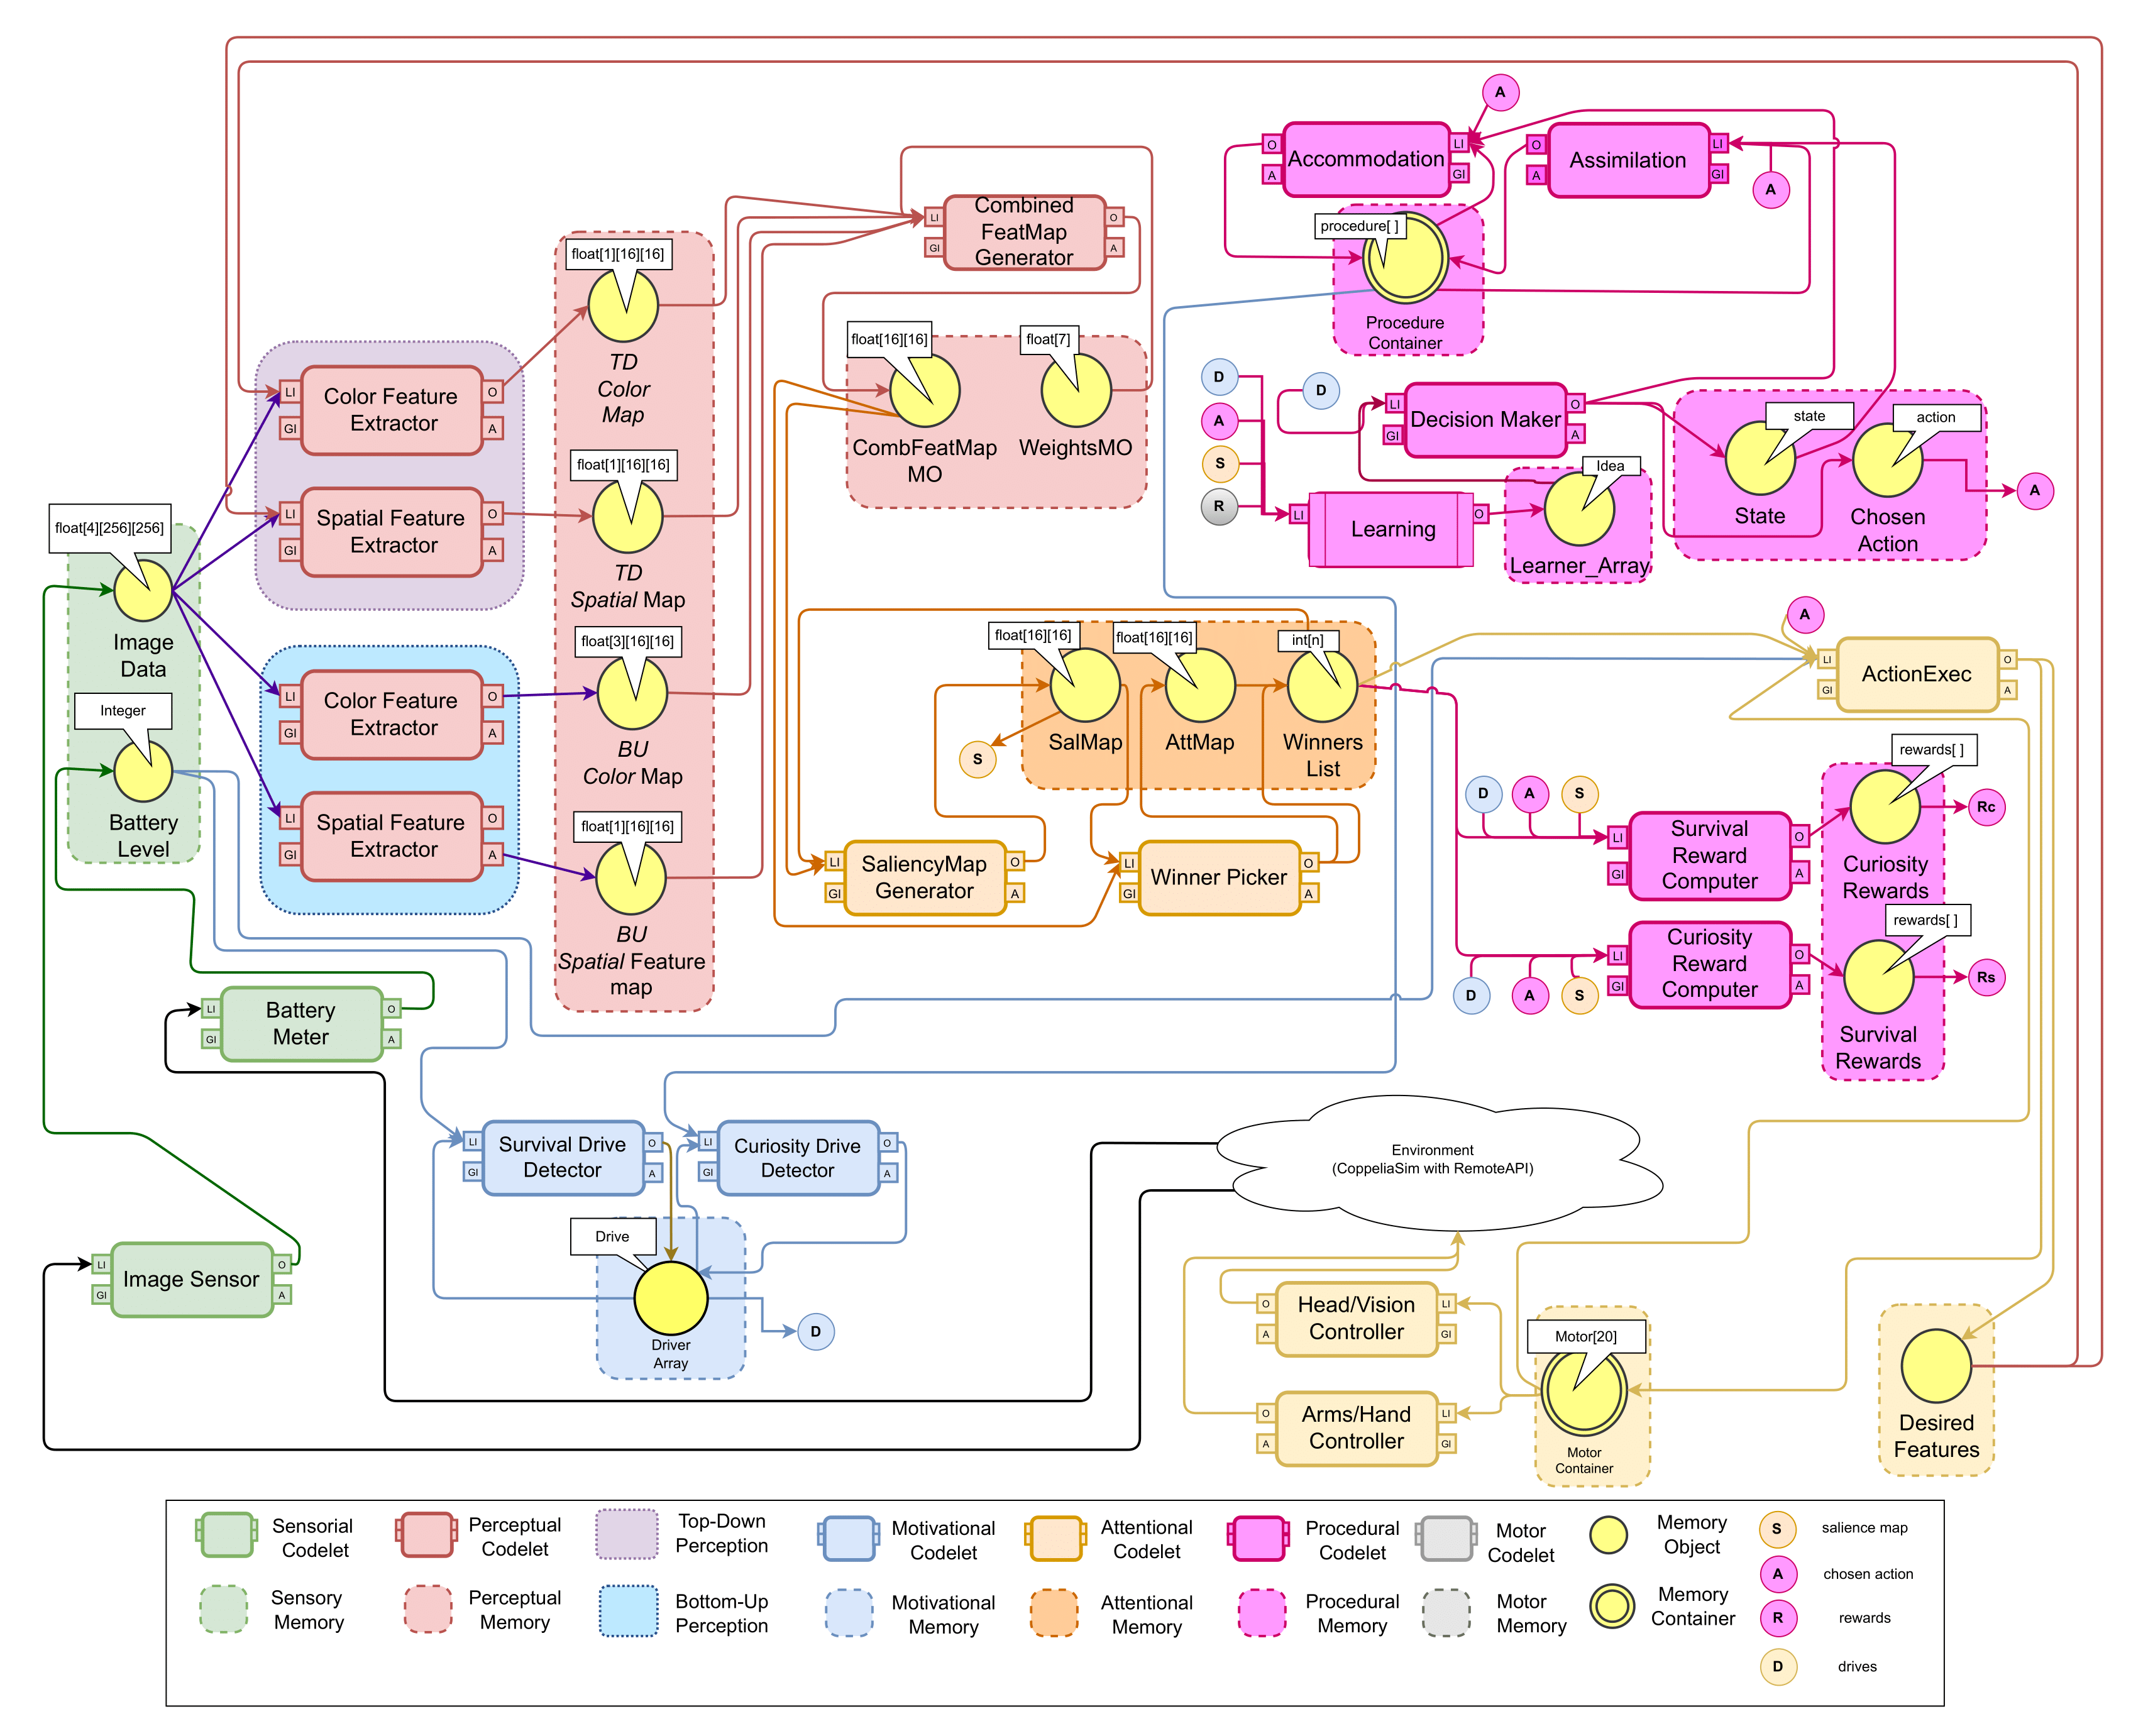 A
O
LI
A
GI
Accommodation
O
LI
A
GI
Assimilation
A
procedure[ ]
Procedure
Container
LI
O
GI
A
Combined
FeatMap
Generator
float[1][16][16]
TD
Color
Map
float[1][16][16]
TD
Spatial Map
float[3][16][16]
BU
Color Map
float[1][16][16]
BU
Spatial Feature
map
float[16][16]
CombFeatMap
MO
float[7]
WeightsMO
LI
O
GI
A
Color Feature
Extractor
LI
O
GI
A
Spatial Feature
Extractor
LI
O
GI
A
Color Feature
Extractor
LI
O
GI
A
Spatial Feature
Extractor
float[4][256][256]
Image
Data
Integer
Battery
Level
D
A
S
R
D
LI
O
GI
A
Decision Maker
LI
O
Learning
Idea
Learner_Array
state
State
action
Chosen
Action
A
float[16][16]
SalMap
float[16][16]
AttMap
int[n]
Winners
List
S
LI
O
GI
A
SaliencyMap
Generator
LI
O
GI
A
Winner Picker
A
LI
O
GI
A
ActionExec
D
A
S
LI
O
GI
A
Survival
Reward
Computer
rewards[ ]
Curiosity
Rewards
Rc
LI
O
GI
A
Curiosity
Reward
Computer
D
A
S
rewards[ ]
Survival
Rewards
Rs
LI
O
GI
A
Battery
Meter
LI
O
GI
A
Survival Drive
Detector
LI
O
GI
A
Curiosity Drive
Detector
Drive
Driver
Array
D
LI
O
GI
A
Image Sensor
Environment
(CoppeliaSim with RemoteAPI)
O
LI
A
GI
Head/Vision
Controller
O
LI
A
GI
Arms/Hand
Controller
Motor[20]
Motor
Container
Desired
Features
Sensorial
Codelet
Perceptual
Codelet
Top-Down
Perception
Motivational
Codelet
Attentional
Codelet
Procedural
Codelet
Motor
Codelet
Memory
Object
S
salience map
A
chosen action
Sensory
Memory
Perceptual
Memory
Bottom-Up
Perception
Motivational
Memory
Attentional
Memory
Procedural
Memory
Motor
Memory
Memory
Container
R
rewards
D
drives